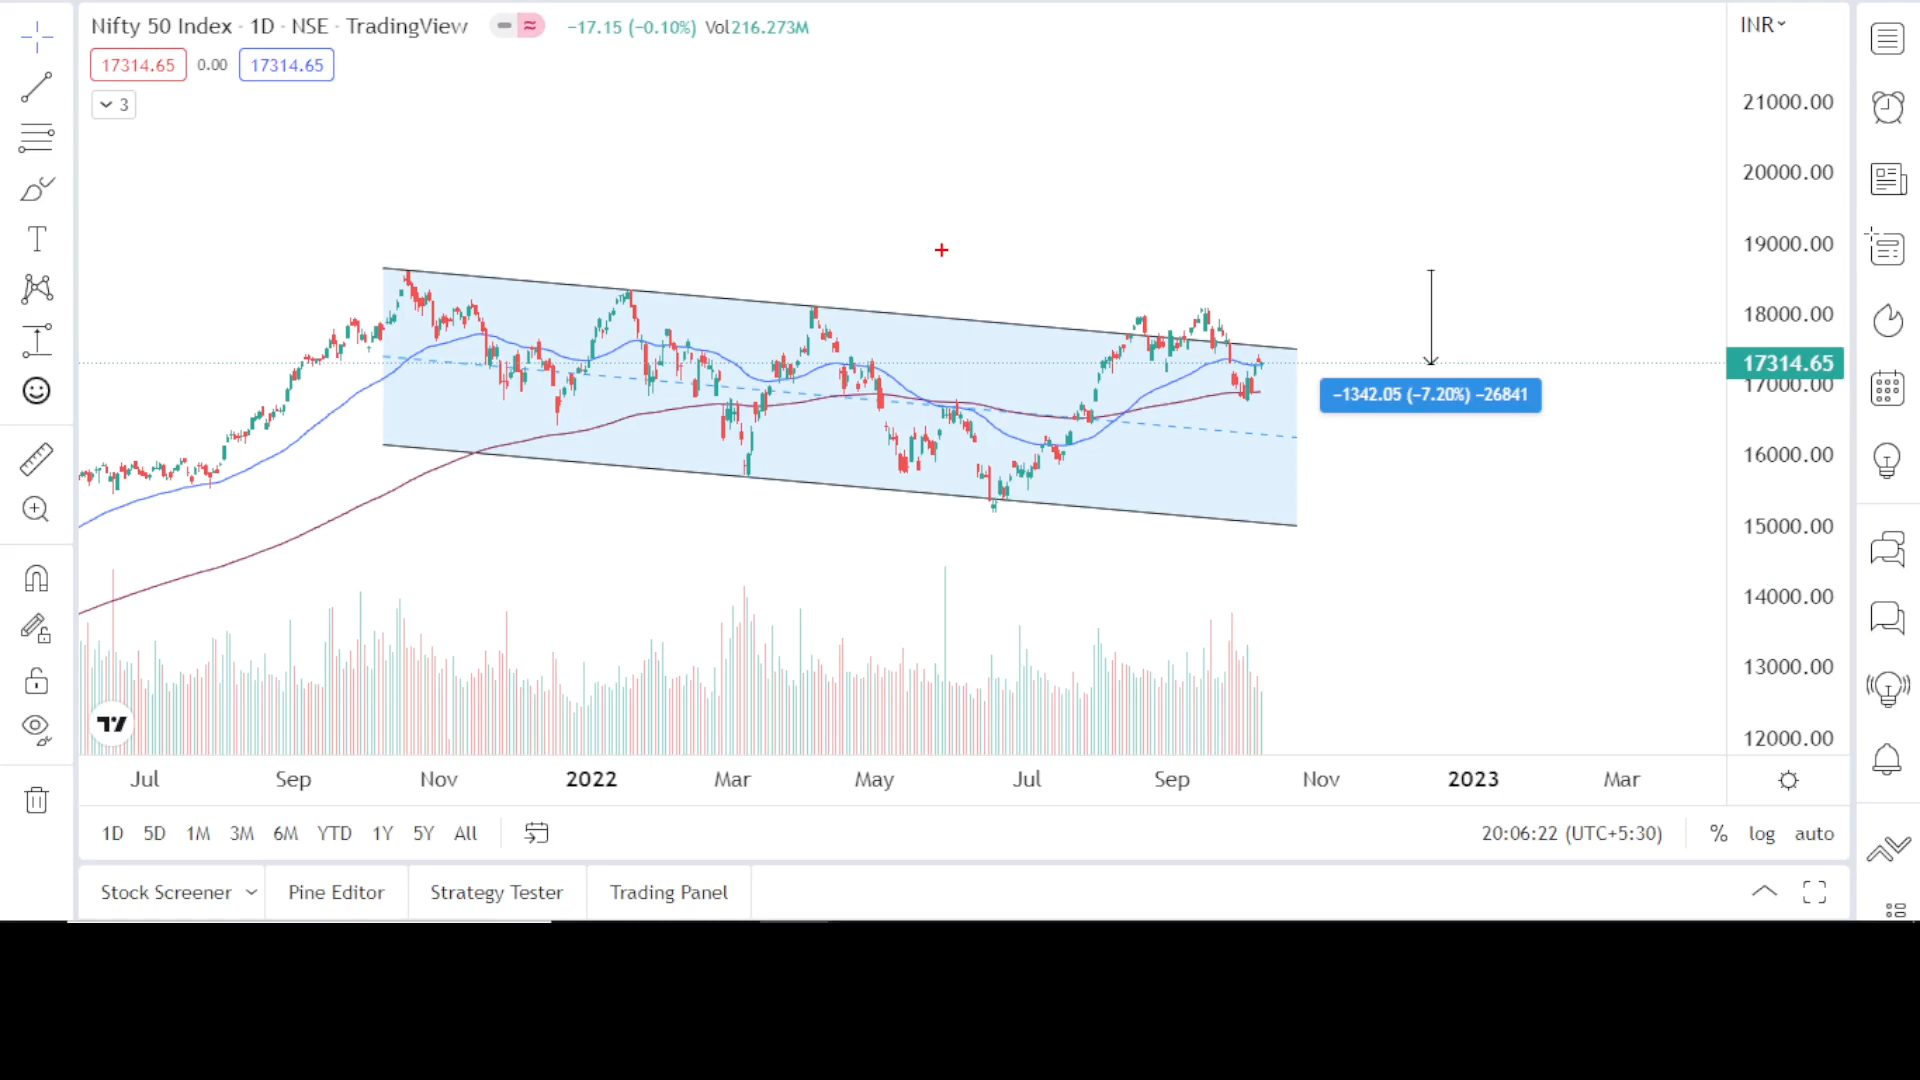 Nifty 50 Index · 1D · NSE · TradingView −17.15 (−0.10%) Vol216.273M
INR
17314.65 0.00 17314.65
3
21000.00
20000.00
19000.00
18000.00
17314.65
17000.00
−1342.05 (−7.20%) −26841
16000.00
15000.00
14000.00
13000.00
12000.00
Jul Sep Nov 2022 Mar May Jul Sep Nov 2023 Mar
1D 5D 1M 3M 6M YTD 1Y 5Y All 20:06:22 (UTC+5:30) % log auto
Stock Screener Pine Editor Strategy Tester Trading Panel